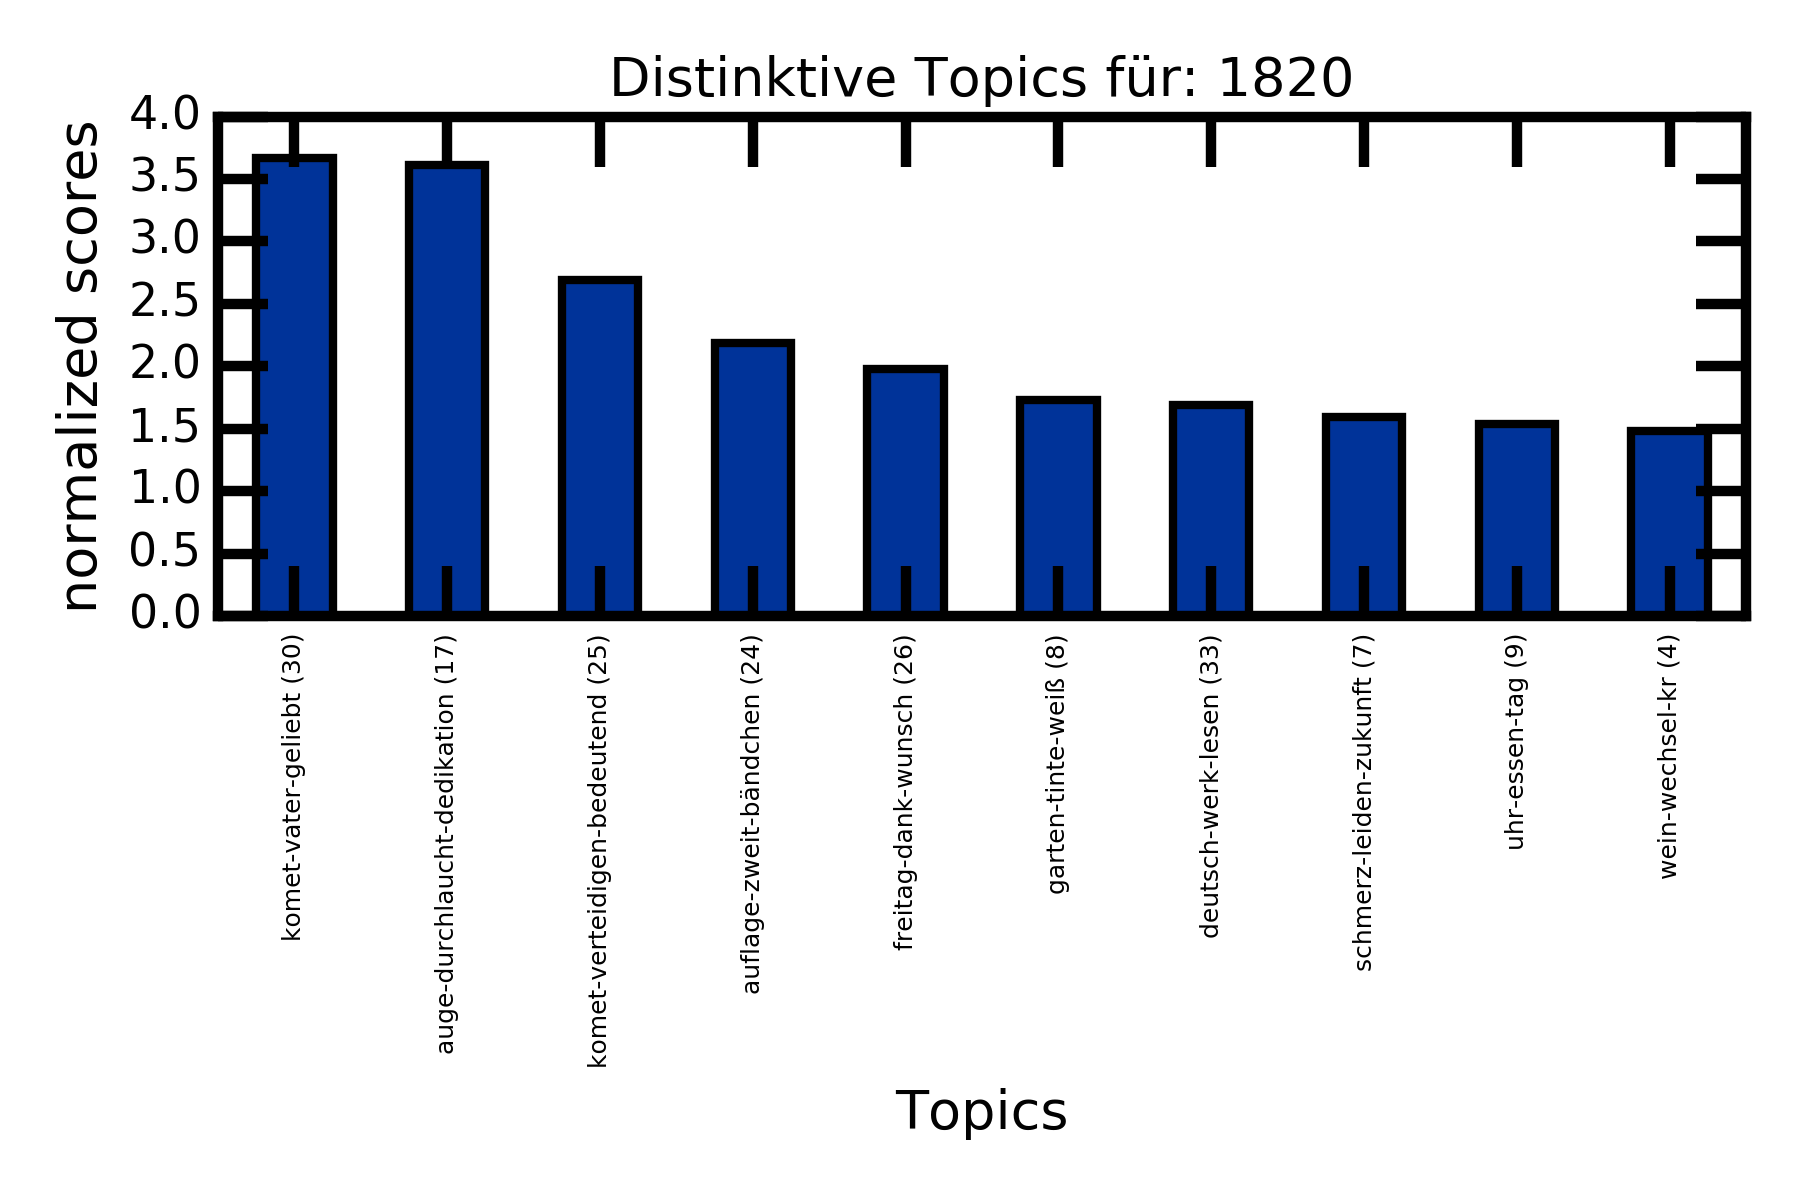 Distinktive Topics für: 1820
normalized scores
4.0
3.5
3.0
2.5
2.0
1.5
1.0
0.5
0.0
komet-vater-geliebt (30)
auge-durchlaucht-dedikation (17)
komet-verteidigen-bedeutend (25)
auflage-zweit-bändchen (24)
freitag-dank-wunsch (26)
garten-tinte-weiß (8)
deutsch-werk-lesen (33)
schmerz-leiden-zukunft (7)
uhr-essen-tag (9)
wein-wechsel-kr (4)
Topics